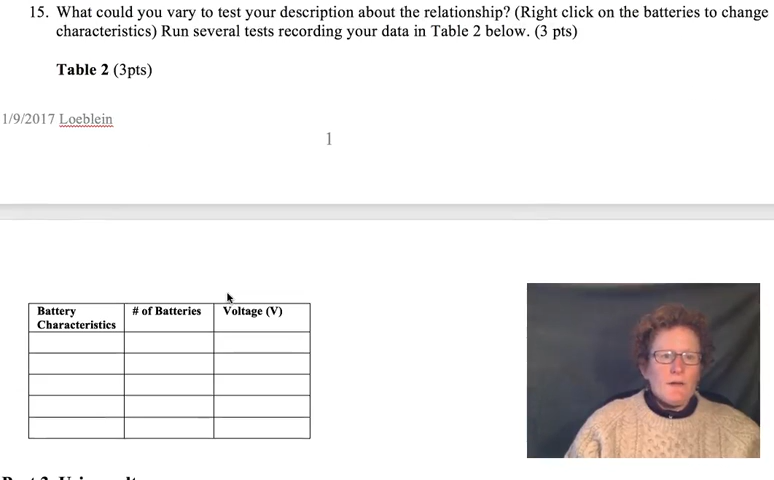 15. What could you vary to test your description about the relationship? (Right click on the batteries to change
characteristics) Run several tests recording your data in Table 2 below. (3 pts)
Table 2 (3pts)
1/9/2017 Loeblein
1
Battery Characteristics
# of Batteries
Voltage (V)